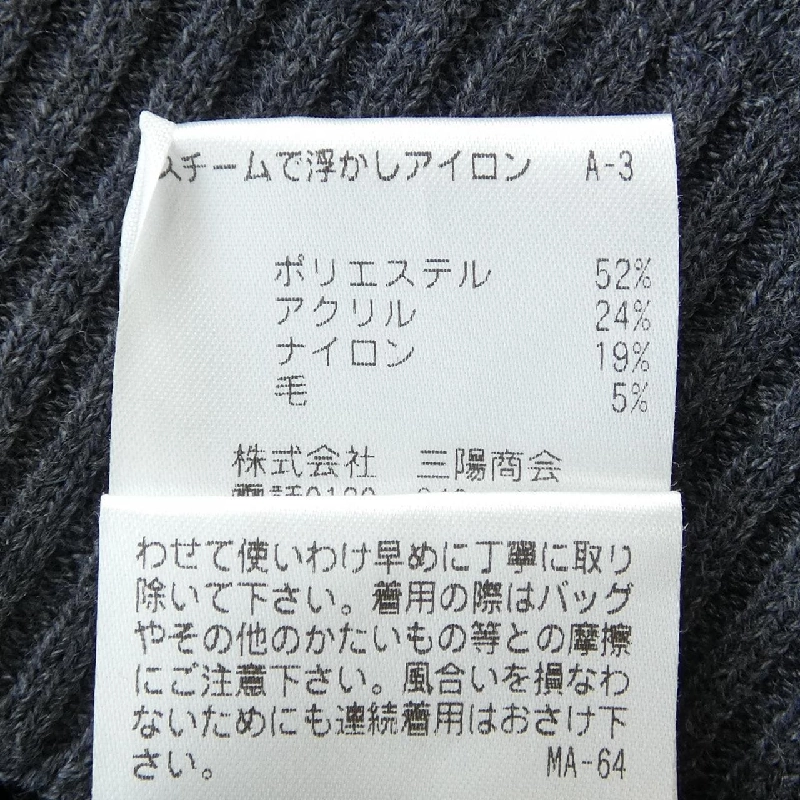 スチームで浮かしアイロン A-3
ポリエステル 52%
アクリル 24%
ナイロン 19%
毛 5%
株式会社 三陽商会
わせて使いわけ早めに丁寧に取り
除いて下さい。着用の際はバッグ
やその他のかたいもの等との摩擦
にご注意下さい。風合いを損なわ
ないためにも連続着用はおさけ下
さい。 MA-64